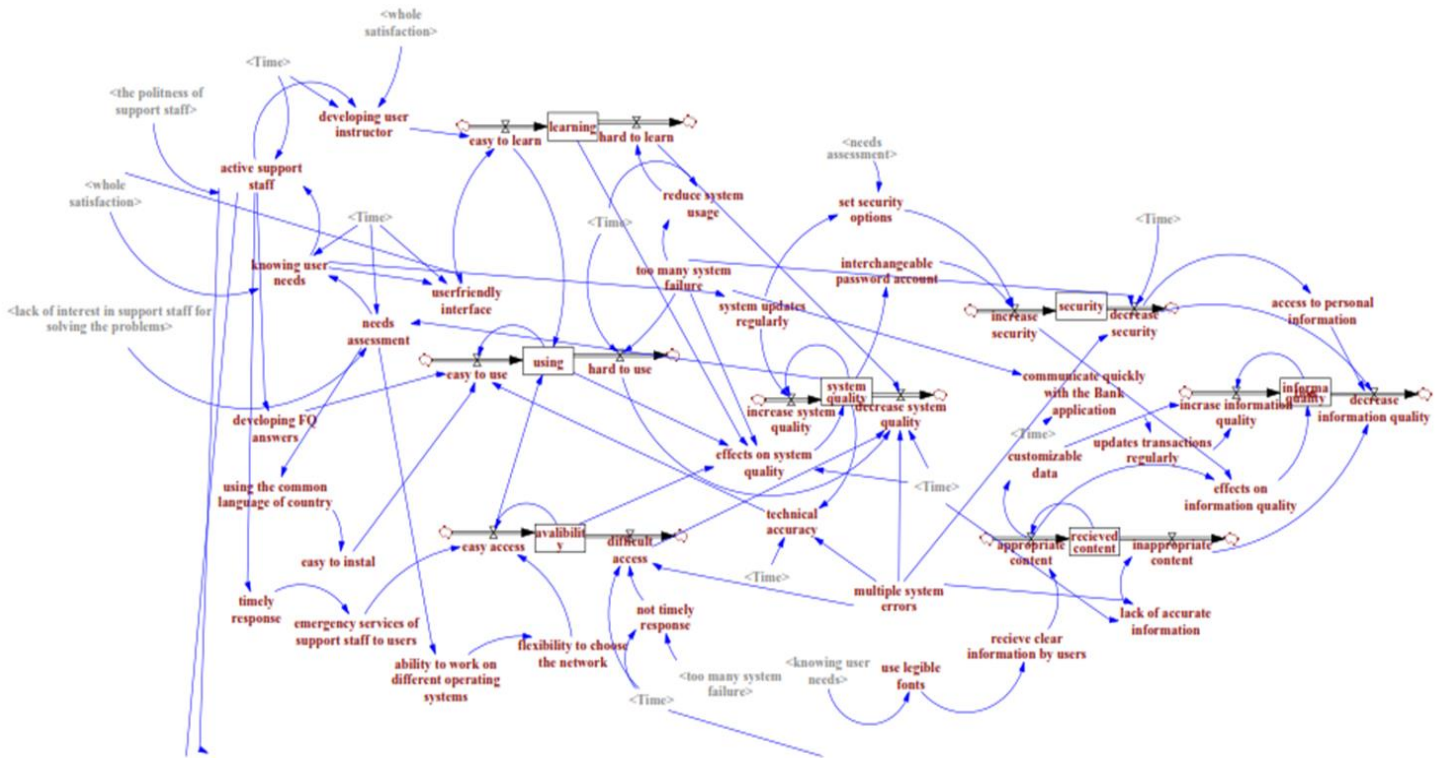 <whole
satisfaction>
<Time>
<the politness of
support staff>
developing user
instructor
learning
easy to learn
hard to learn
<needs
assessment>
active support
staff
<whole
satisfaction>
<Time>
<Time>
reduce system
usage
set security
options
<Time>
knowing user
needs
userfriendly
interface
too many system
failure
interchangeable
password account
system updates
regularly
increase
security
security
decrease
security
access to personal
information
<lack of interest in support staff for
solving the problems>
needs
assessment
easy to use
using
hard to use
increase system
quality
system
quality
decrease system
quality
communicate quickly
with the Bank
application
incrase information
quality
informa
quality
decrease
information quality
developing FQ
answers
effects on system
quality
<Time>
customizable
data
updates transactions
regularly
using the common
language of country
<Time>
effects on
information quality
technical
accuracy
easy access
avalibilit
y
difficult
access
appropriate
content
recieved
content
inappropriate
content
easy to instal
<Time>
multiple system
errors
timely
response
emergency services of
support staff to users
not timely
response
lack of accurate
information
flexibility to choose
the network
ability to work on
different operating
systems
<Time>
<too many system
failure>
<knowing user
needs>
use legible
fonts
recieve clear
information by users